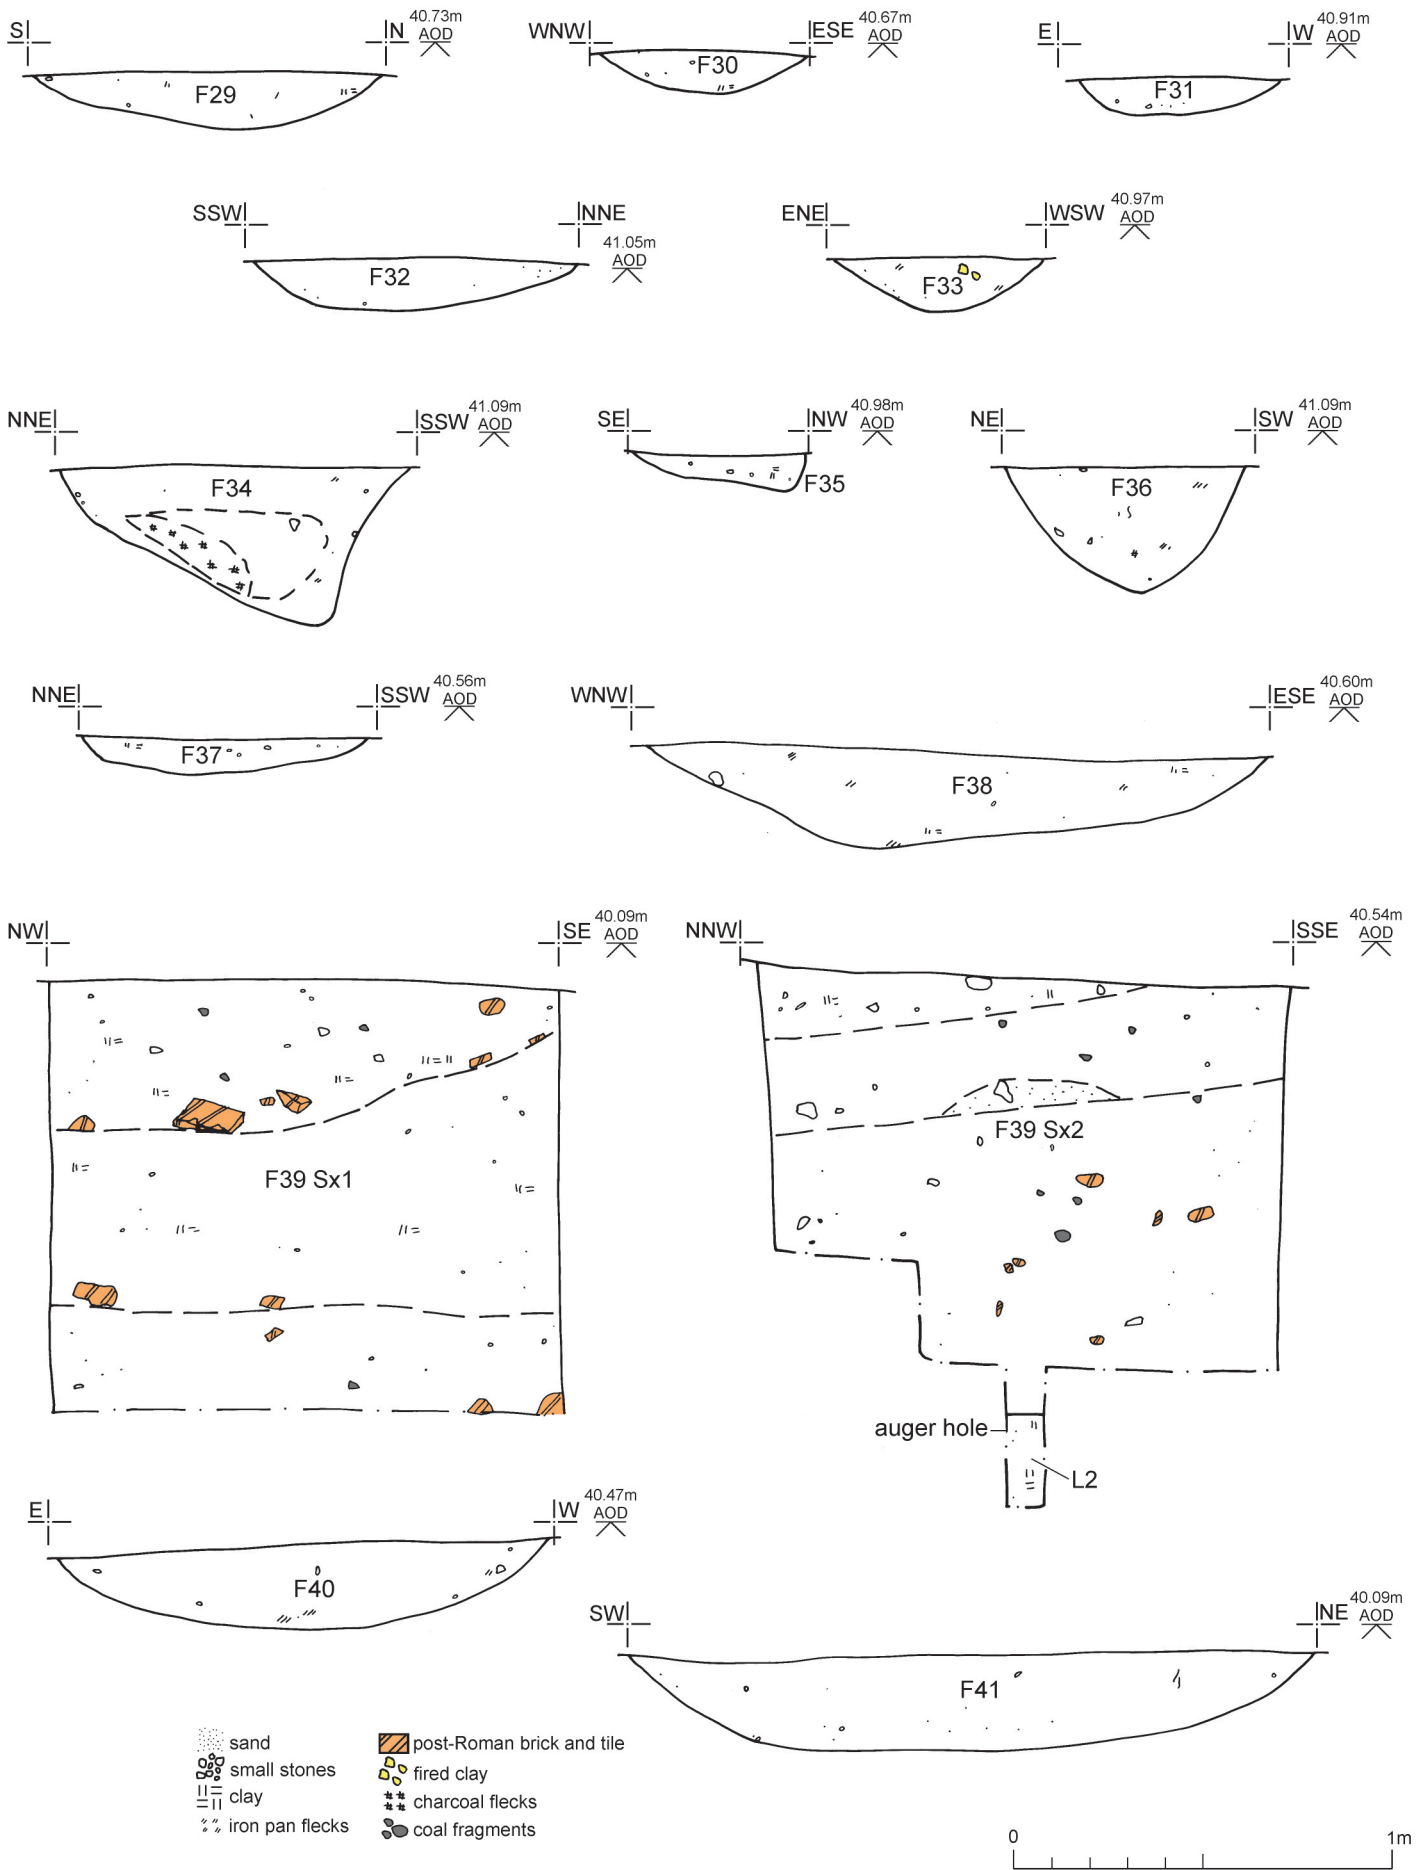 S N 40.73m AOD
F29
WNW ESE 40.67m AOD
F30
E W 40.91m AOD
F31
SSW NNE
41.05m AOD
F32
ENE WSW 40.97m AOD
F33
NNE SSW 41.09m AOD
F34
SE NW 40.98m AOD
F35
NE SW 41.09m AOD
F36
NNE SSW 40.56m AOD
F37
WNW ESE 40.60m AOD
F38
NW SE 40.09m AOD
F39 Sx1
NNW SSE 40.54m AOD
F39 Sx2
auger hole
L2
E W 40.47m AOD
F40
SW NE 40.09m AOD
F41
sand
small stones
clay
iron pan flecks
post-Roman brick and tile
fired clay
charcoal flecks
coal fragments
0 1m